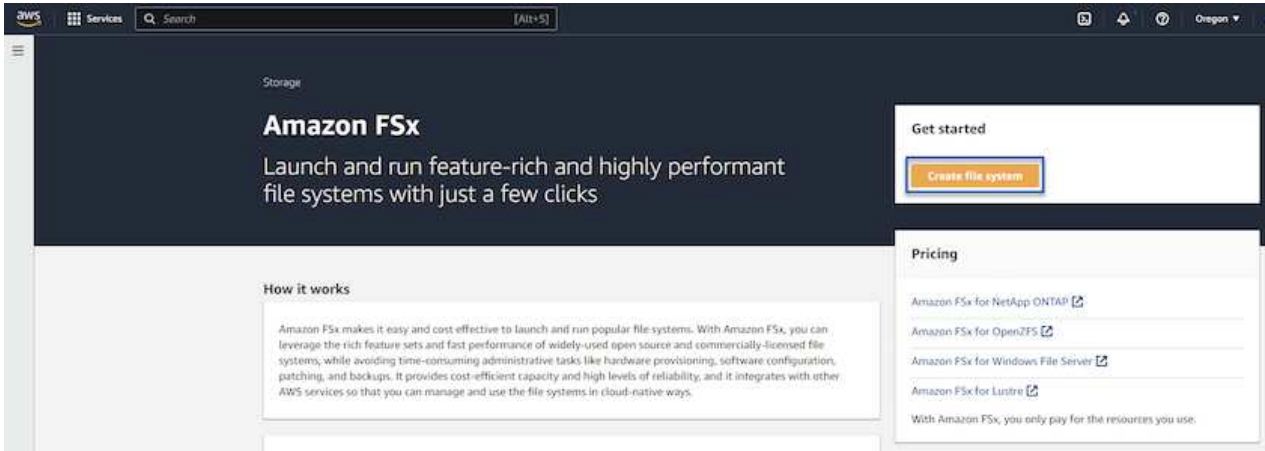 aws
Services
Search
[Alt+S]
Oregon
Storage
Amazon FSx
Launch and run feature-rich and highly performant
file systems with just a few clicks
Get started
Create file system
Pricing
Amazon FSx for NetApp ONTAP
Amazon FSx for OpenZFS
Amazon FSx for Windows File Server
Amazon FSx for Lustre
With Amazon FSx, you only pay for the resources you use.
How it works
Amazon FSx makes it easy and cost effective to launch and run popular file systems. With Amazon FSx, you can
leverage the rich feature sets and fast performance of widely-used open source and commercially-licensed file
systems, while avoiding time-consuming administrative tasks like hardware provisioning, software configuration,
patching, and backups. It provides cost-efficient capacity and high levels of reliability, and it integrates with other
AWS services so that you can manage and use the file systems in cloud-native ways.